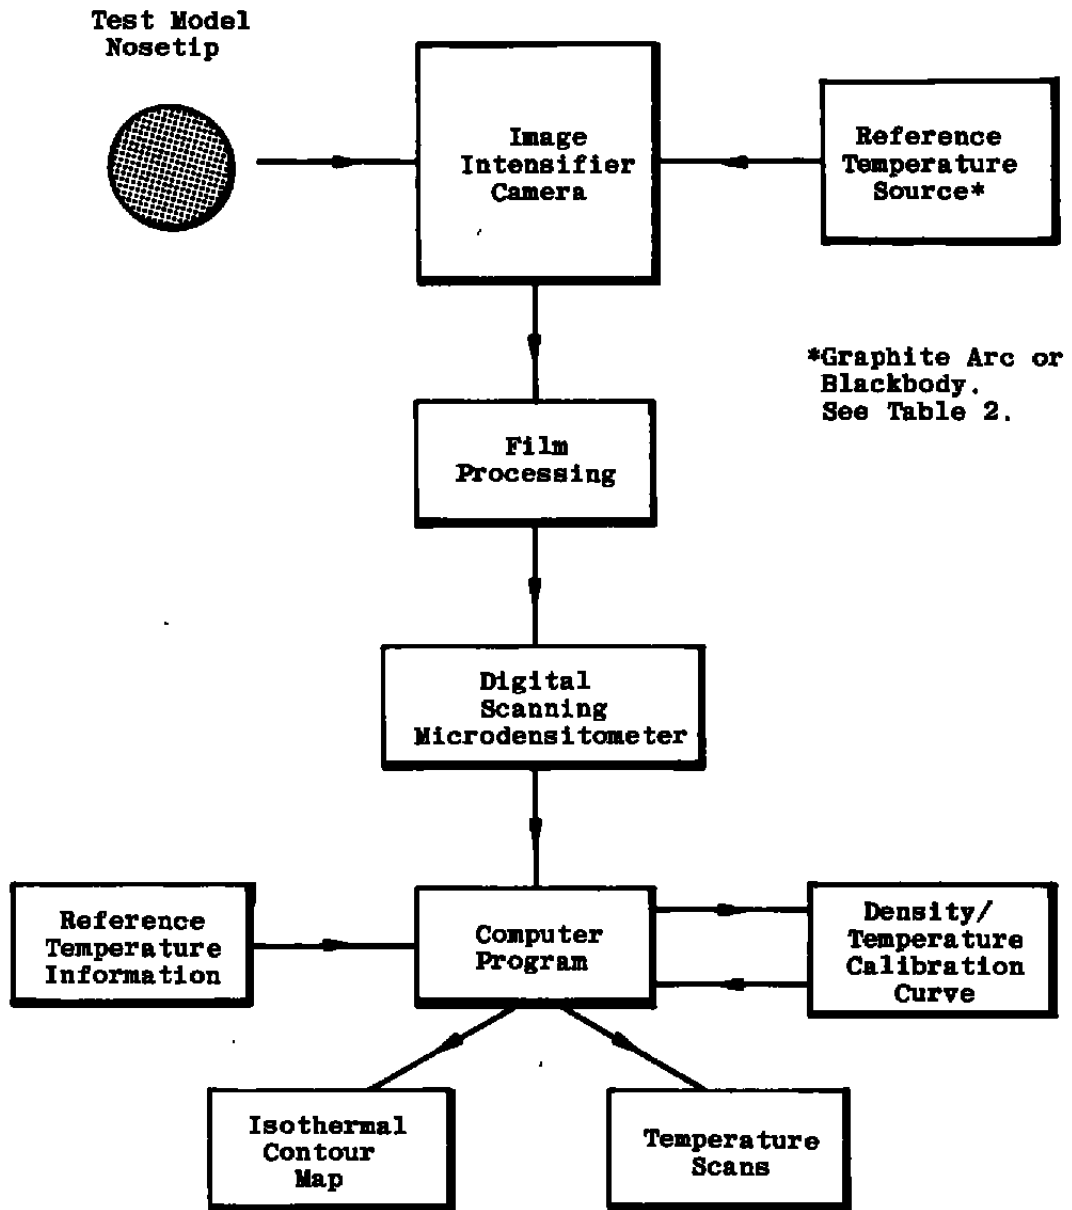 Test Model
Nosetip
Image
Intensifier
Camera
Reference
Temperature
Source*
*Graphite Arc or
Blackbody.
See Table 2.
Film
Processing
Digital
Scanning
Microdensitometer
Reference
Temperature
Information
Computer
Program
Density/
Temperature
Calibration
Curve
Isothermal
Contour
Map
Temperature
Scans